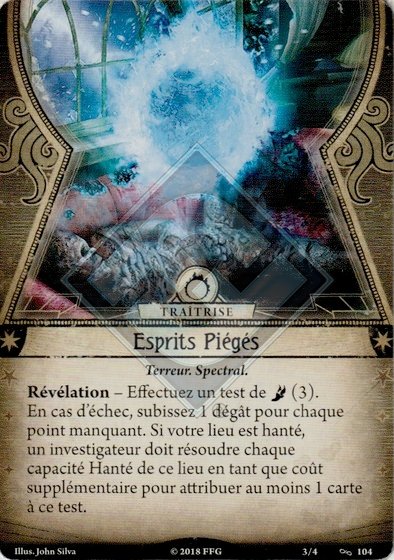 TRAÎTRISE
Esprits Piégés
Terreur. Spectral.
Révélation – Effectuez un test de (3).
En cas d'échec, subissez 1 dégât pour chaque
point manquant. Si votre lieu est hanté,
un investigateur doit résoudre chaque
capacité Hanté de ce lieu en tant que coût
supplémentaire pour attribuer au moins 1 carte
à ce test.
Illus. John Silva © 2018 FFG 3/4 104